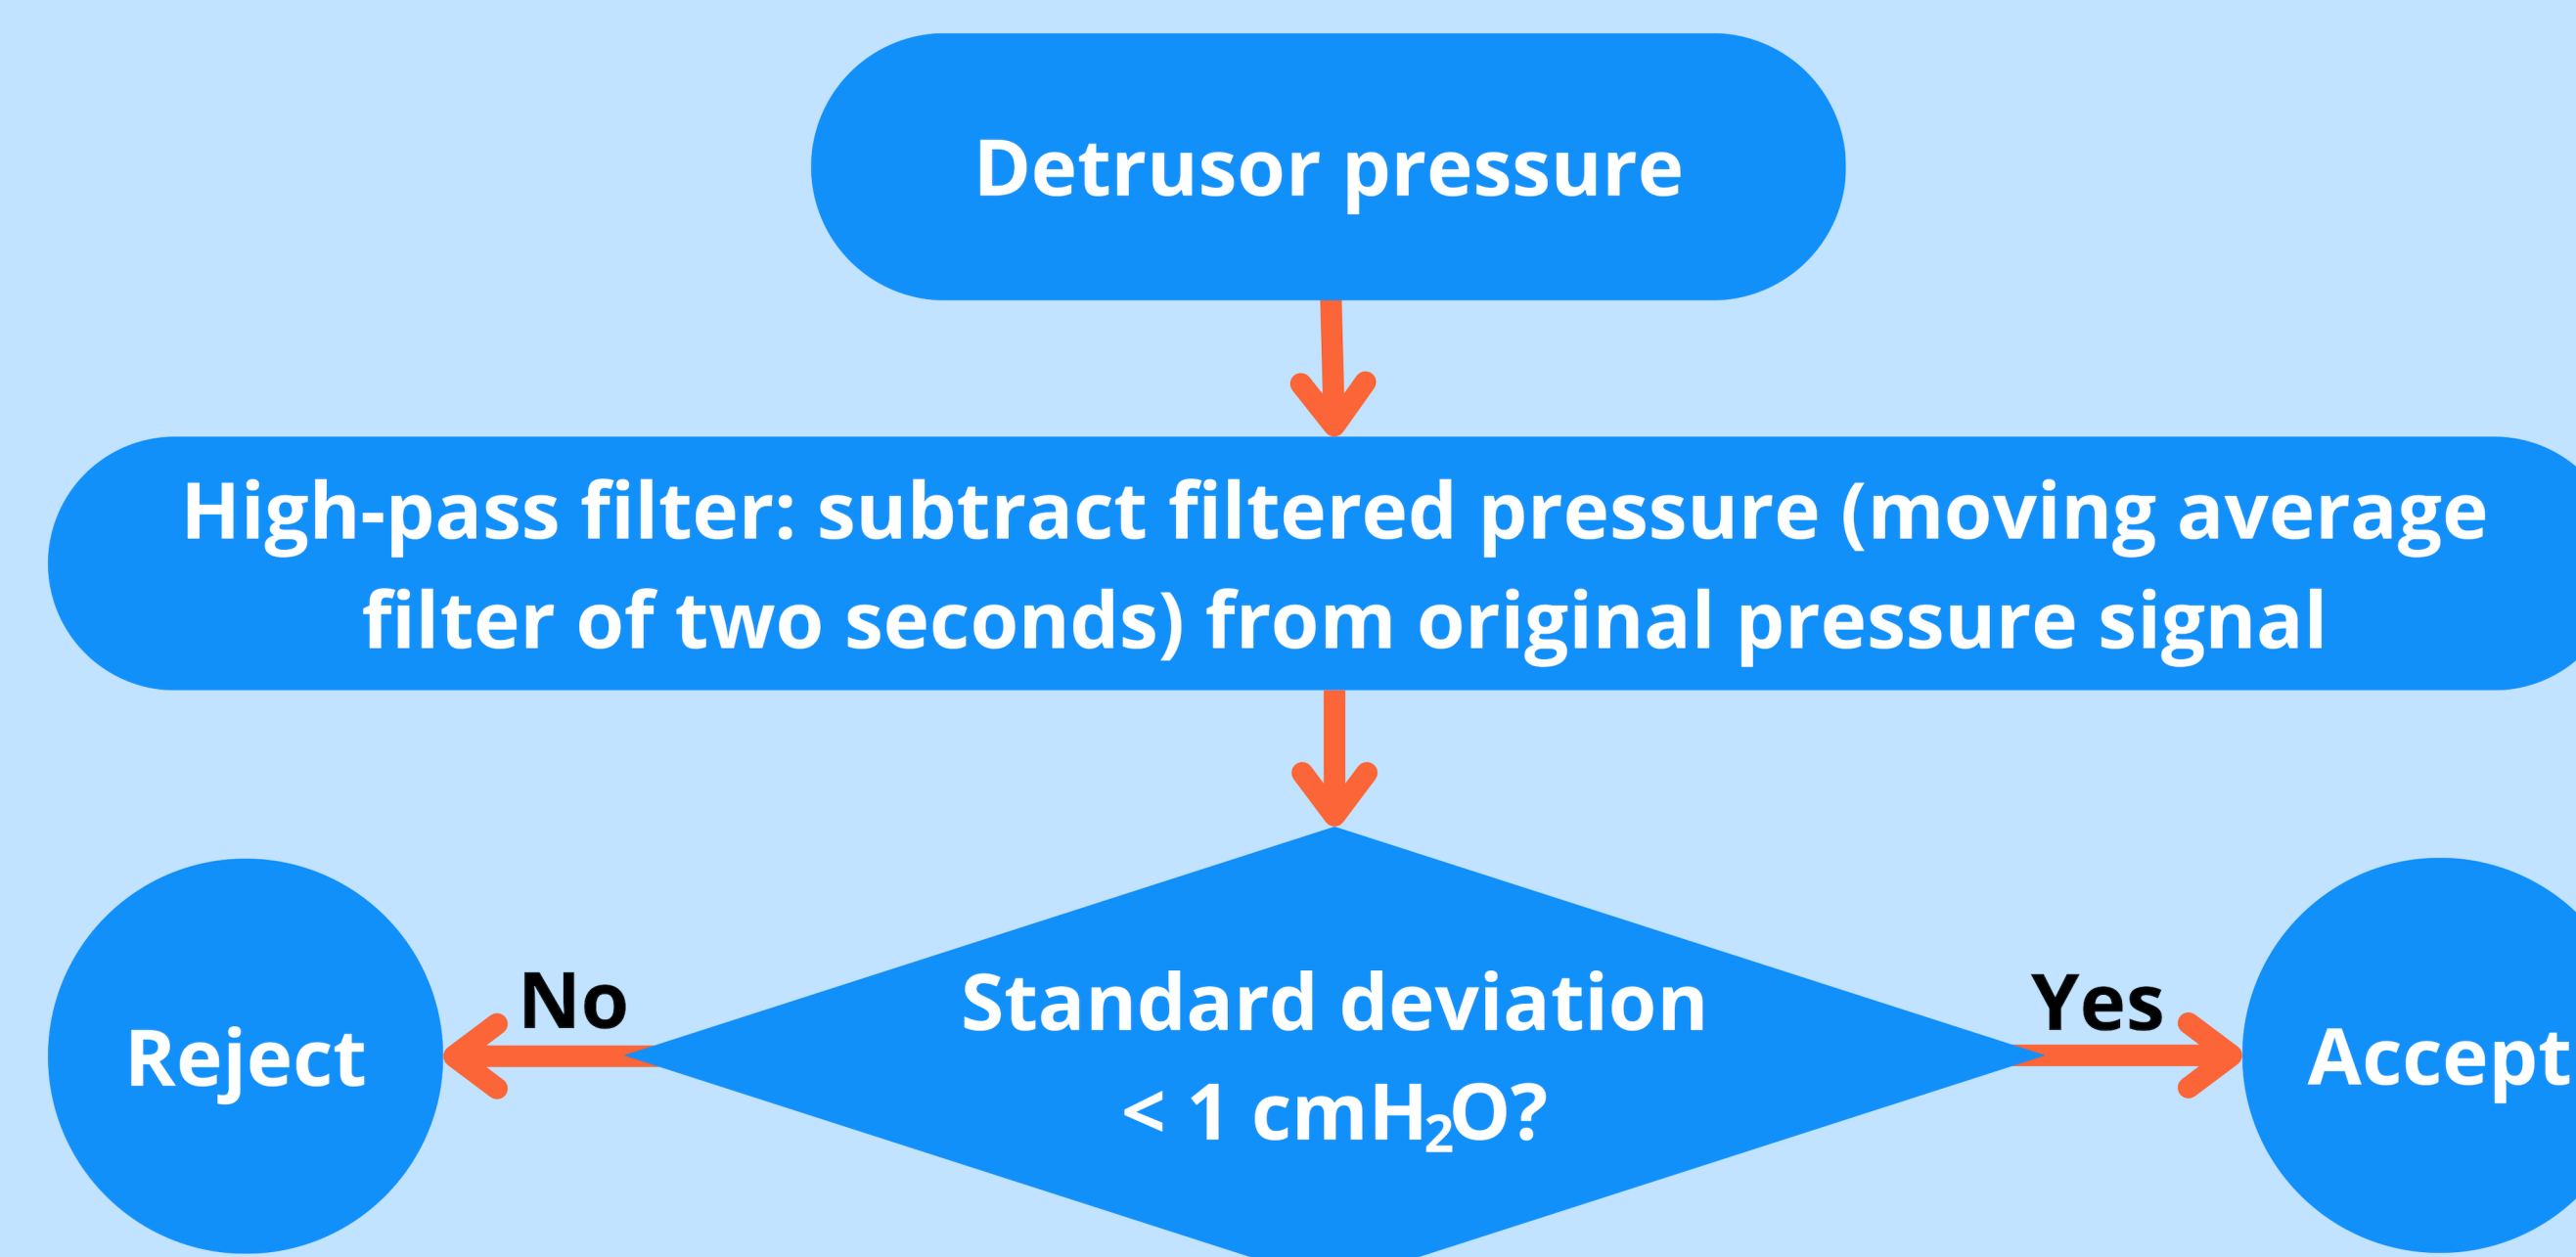 Detrusor pressure
High-pass filter: subtract filtered pressure (moving average
filter of two seconds) from original pressure signal
No
Yes
Reject
Standard deviation
< 1 cmH₂O?
Accept